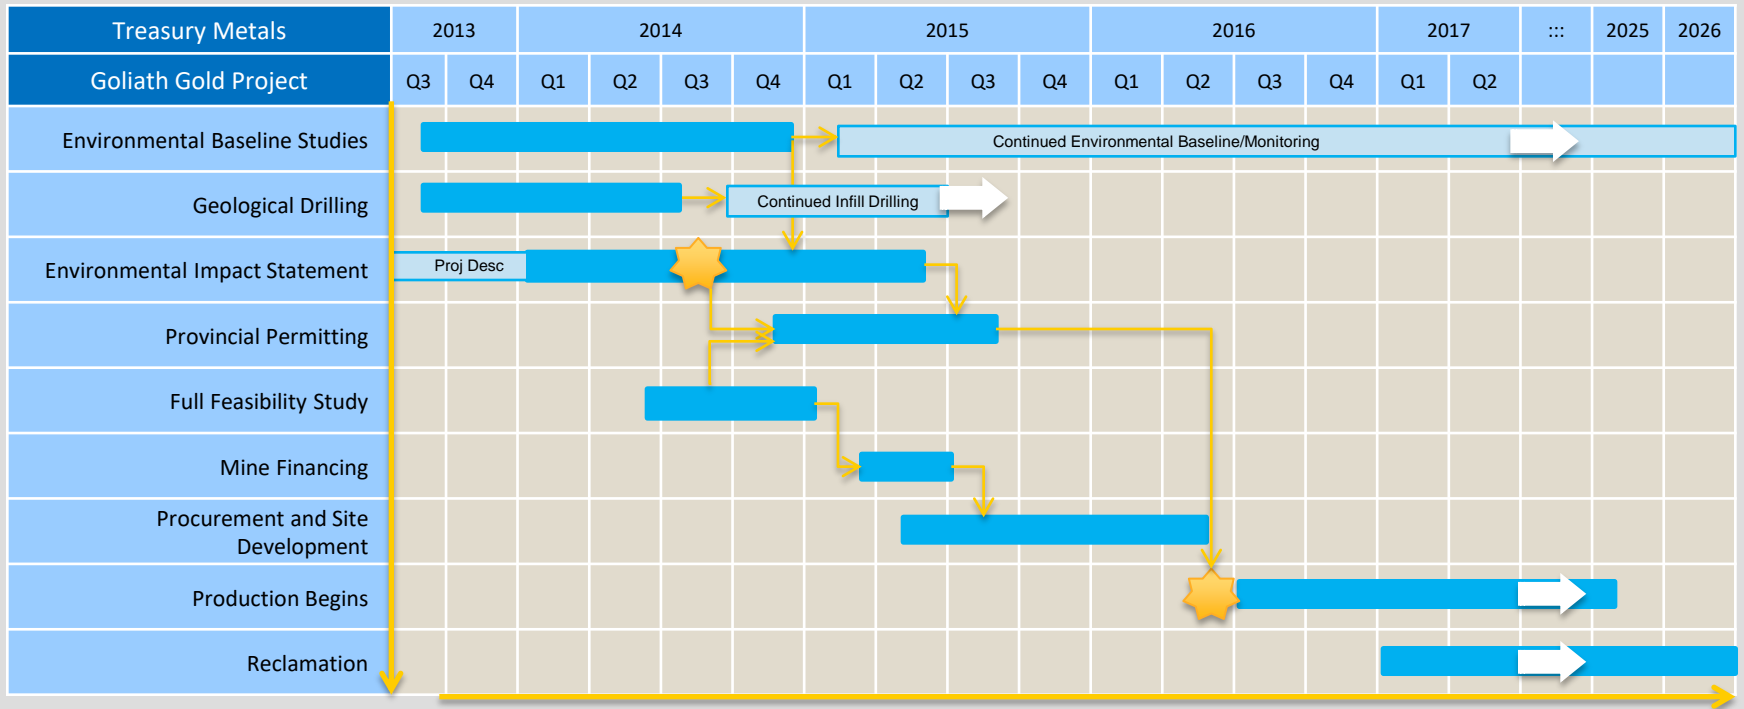 Treasury Metals 2013 2014 2015 2016 2017 ::: 2025 2026
Goliath Gold Project Q3 Q4 Q1 Q2 Q3 Q4 Q1 Q2 Q3 Q4 Q1 Q2 Q3 Q4 Q1 Q2
Environmental Baseline Studies
Continued Environmental Baseline/Monitoring
Geological Drilling
Continued Infill Drilling
Environmental Impact Statement
Proj Desc
Provincial Permitting
Full Feasibility Study
Mine Financing
Procurement and Site
Development
Production Begins
Reclamation